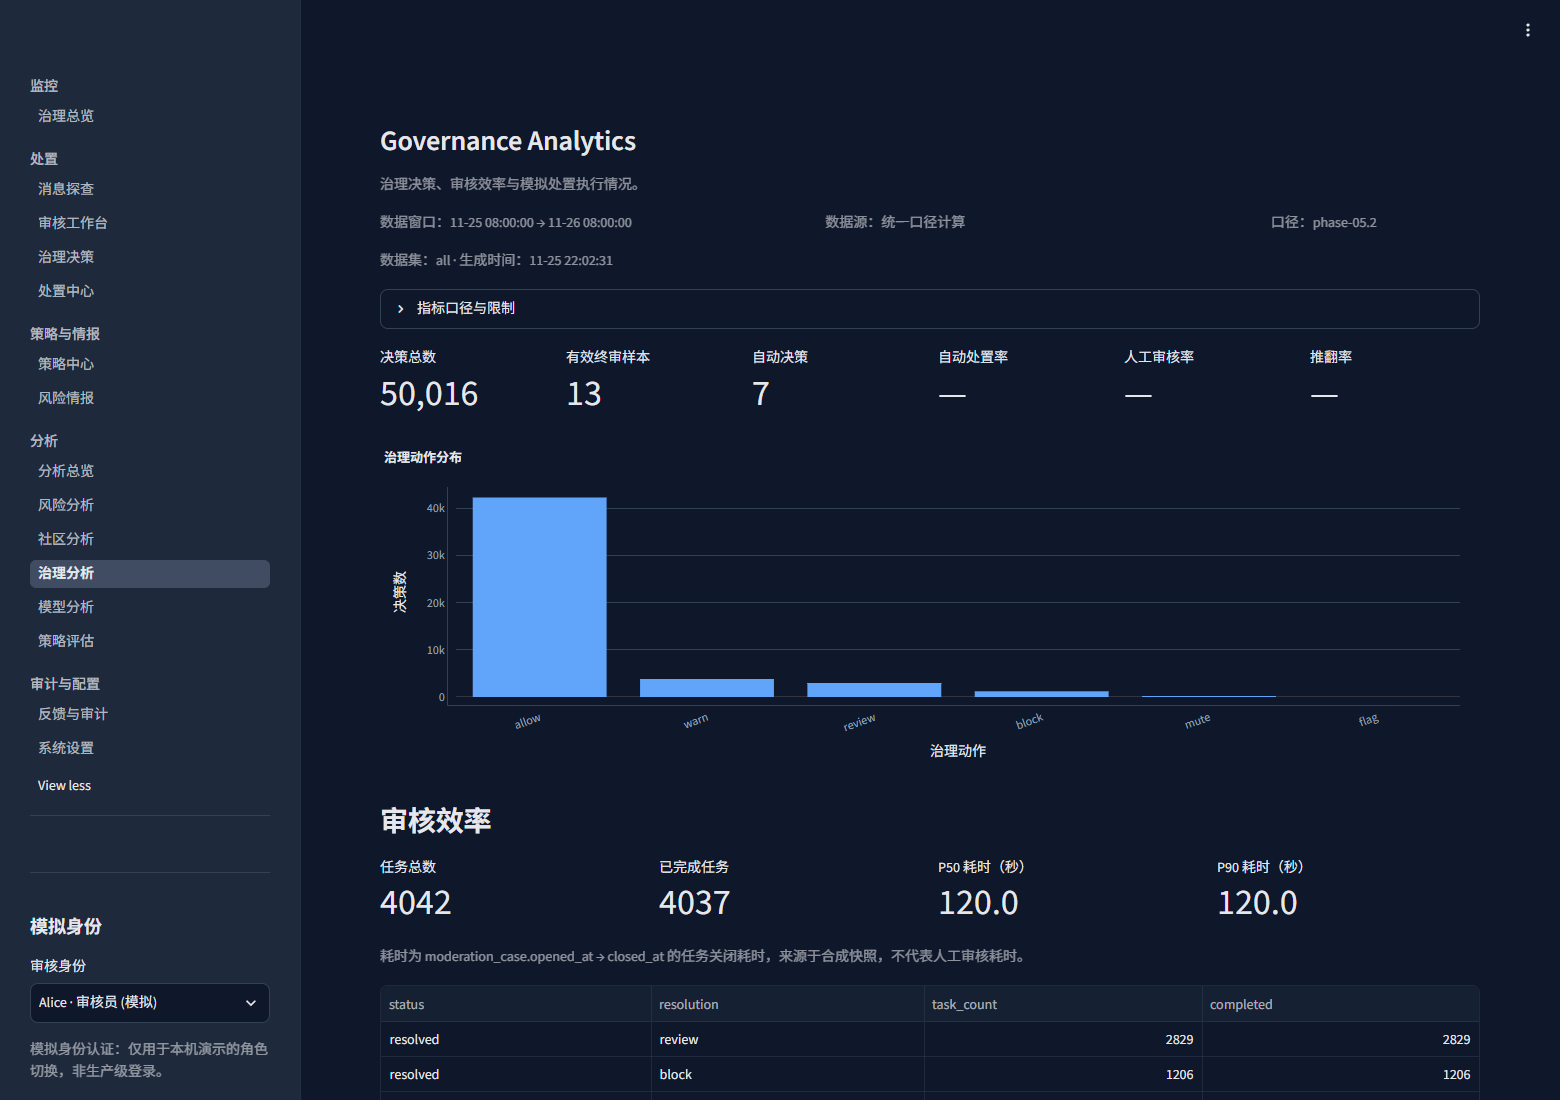 监控
治理总览
处置
消息探查
审核工作台
治理决策
处置中心
策略与情报
策略中心
风险情报
分析
分析总览
风险分析
社区分析
治理分析
模型分析
策略评估
审计与配置
反馈与审计
系统设置
View less
模拟身份
审核身份
Alice · 审核员 (模拟)
模拟身份认证：仅用于本机演示的角色
切换，非生产级登录。
Governance Analytics
治理决策、审核效率与模拟处置执行情况。
数据窗口：11-25 08:00:00 → 11-26 08:00:00
数据源：统一口径计算
口径：phase-05.2
数据集：all · 生成时间：11-25 22:02:31
指标口径与限制
决策总数
50,016
有效终审样本
13
自动决策
7
自动处置率
—
人工审核率
—
推翻率
—
治理动作分布
决策数
40k
30k
20k
10k
0
allow
warn
review
block
mute
flag
治理动作
审核效率
任务总数
4042
已完成任务
4037
P50 耗时（秒）
120.0
P90 耗时（秒）
120.0
耗时为 moderation_case.opened_at → closed_at 的任务关闭耗时，来源于合成快照，不代表人工审核耗时。
status resolution task_count completed
resolved review 2829 2829
resolved block 1206 1206